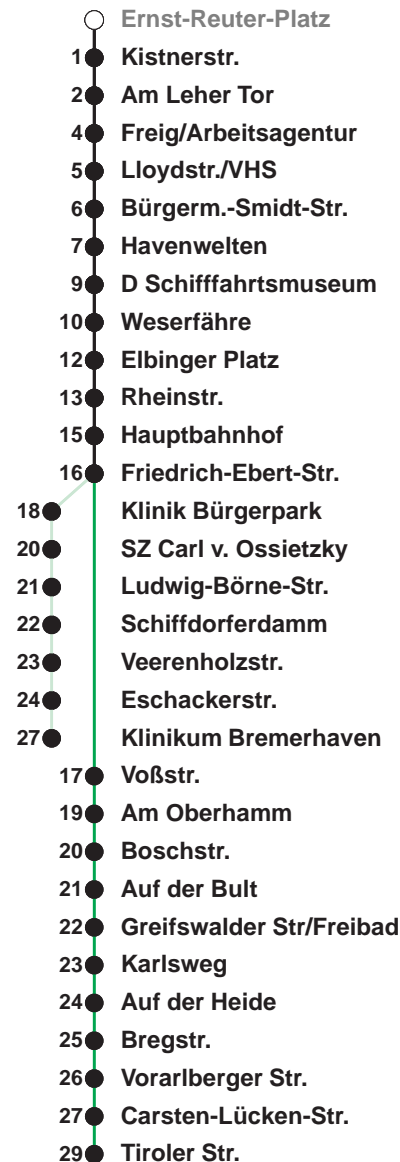 Ernst-Reuter-Platz
1 Kistnerstr.
2 Am Leher Tor
4 Freig/Arbeitsagentur
5 Lloydstr./VHS
6 Bürgerm.-Smidt-Str.
7 Havenwelten
9 D Schifffahrtsmuseum
10 Weserfähre
12 Elbinger Platz
13 Rheinstr.
15 Hauptbahnhof
16 Friedrich-Ebert-Str.
18 Klinik Bürgerpark
20 SZ Carl v. Ossietzky
21 Ludwig-Börne-Str.
22 Schiffdorferdamm
23 Veerenholzstr.
24 Eschackerstr.
27 Klinikum Bremerhaven
17 Voßstr.
19 Am Oberhamm
20 Boschstr.
21 Auf der Bult
22 Greifswalder Str/Freibad
23 Karlsweg
24 Auf der Heide
25 Bregstr.
26 Vorarlberger Str.
27 Carsten-Lücken-Str.
29 Tiroler Str.